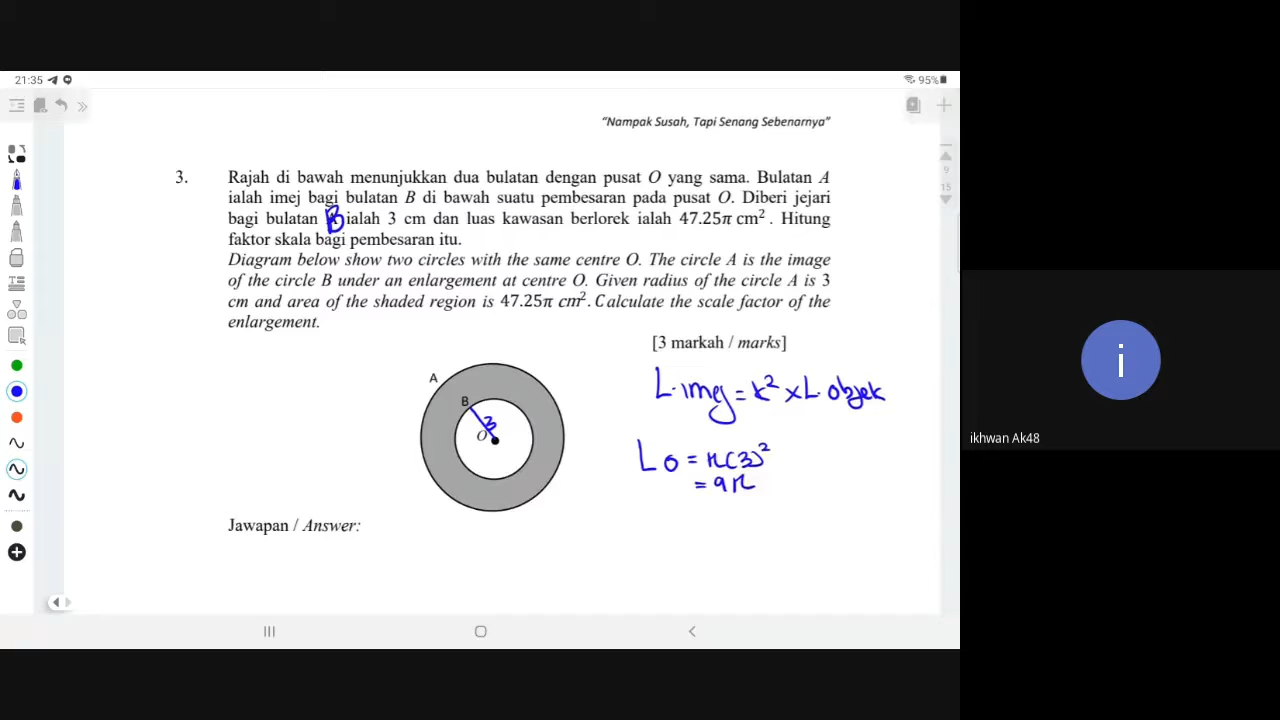 21:35
95%
"Nampak Susah, Tapi Senang Sebenarnya"
9
15
3. Rajah di bawah menunjukkan dua bulatan dengan pusat O yang sama. Bulatan A
ialah imej bagi bulatan B di bawah suatu pembesaran pada pusat O. Diberi jejari
bagi bulatan B ialah 3 cm dan luas kawasan berlorek ialah 47.25π cm². Hitung
faktor skala bagi pembesaran itu.
Diagram below show two circles with the same centre O. The circle A is the image
of the circle B under an enlargement at centre O. Given radius of the circle A is 3
cm and area of the shaded region is 47.25π cm². Calculate the scale factor of the
enlargement.
[3 markah / marks]
A
B
3
O
L.imej = k² × L.objek
L O = π(3)²
= 9π
Jawapan / Answer:
i
ikhwan Ak48